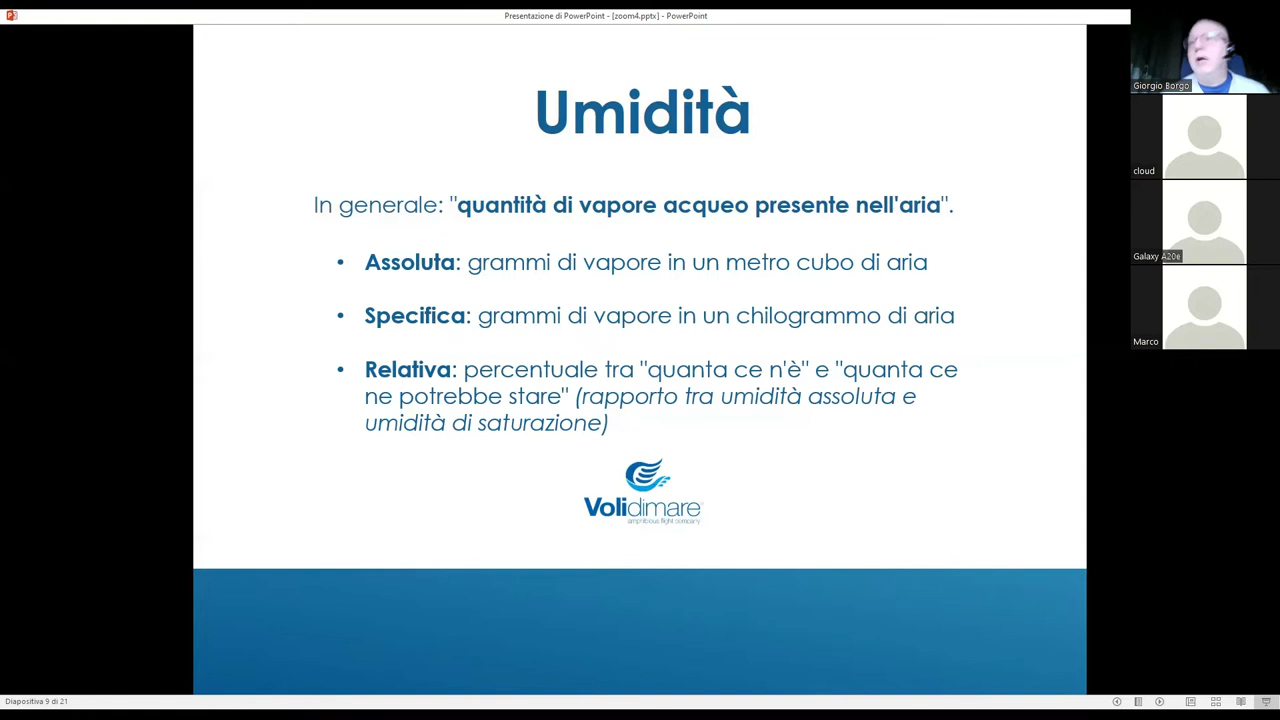 Presentazione di PowerPoint - [zoom4.pptx] - PowerPoint
Umidità
In generale: "quantità di vapore acqueo presente nell'aria".
• Assoluta: grammi di vapore in un metro cubo di aria
• Specifica: grammi di vapore in un chilogrammo di aria
• Relativa: percentuale tra "quanta ce n'è" e "quanta ce
ne potrebbe stare" (rapporto tra umidità assoluta e
umidità di saturazione)
Volidimare
amphibious flight company
Giorgio Borgo
cloud
Galaxy A20e
Marco
Diapositiva 9 di 21